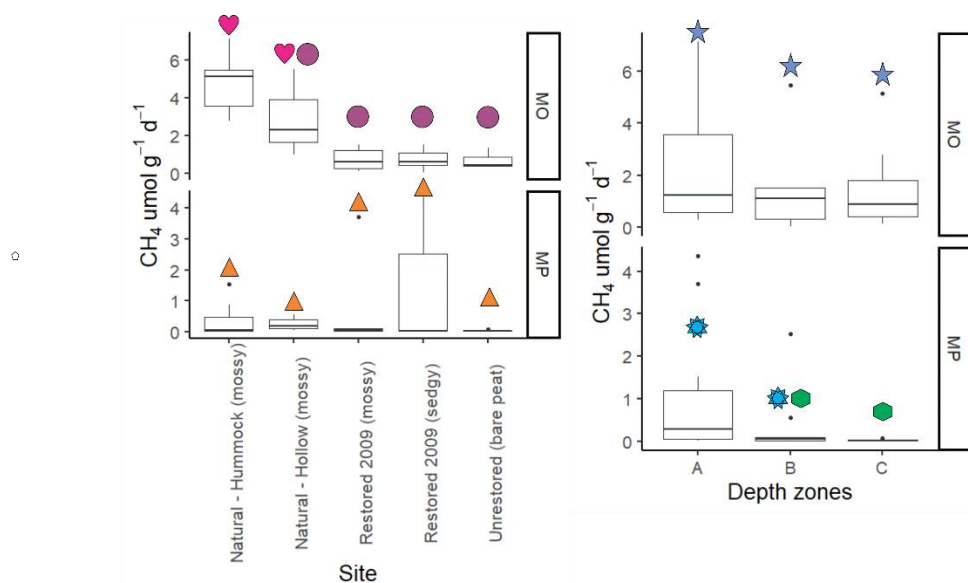 CH₄ umol g⁻¹ d⁻¹
6
4
2
0
MO
4
3
2
1
0
MP
Natural - Hummock (mossy)
Natural - Hollow (mossy)
Restored 2009 (mossy)
Restored 2009 (sedgy)
Unrestored (bare peat)
Site
CH₄ umol g⁻¹ d⁻¹
6
4
2
0
MO
4
3
2
1
0
MP
A
B
C
Depth zones